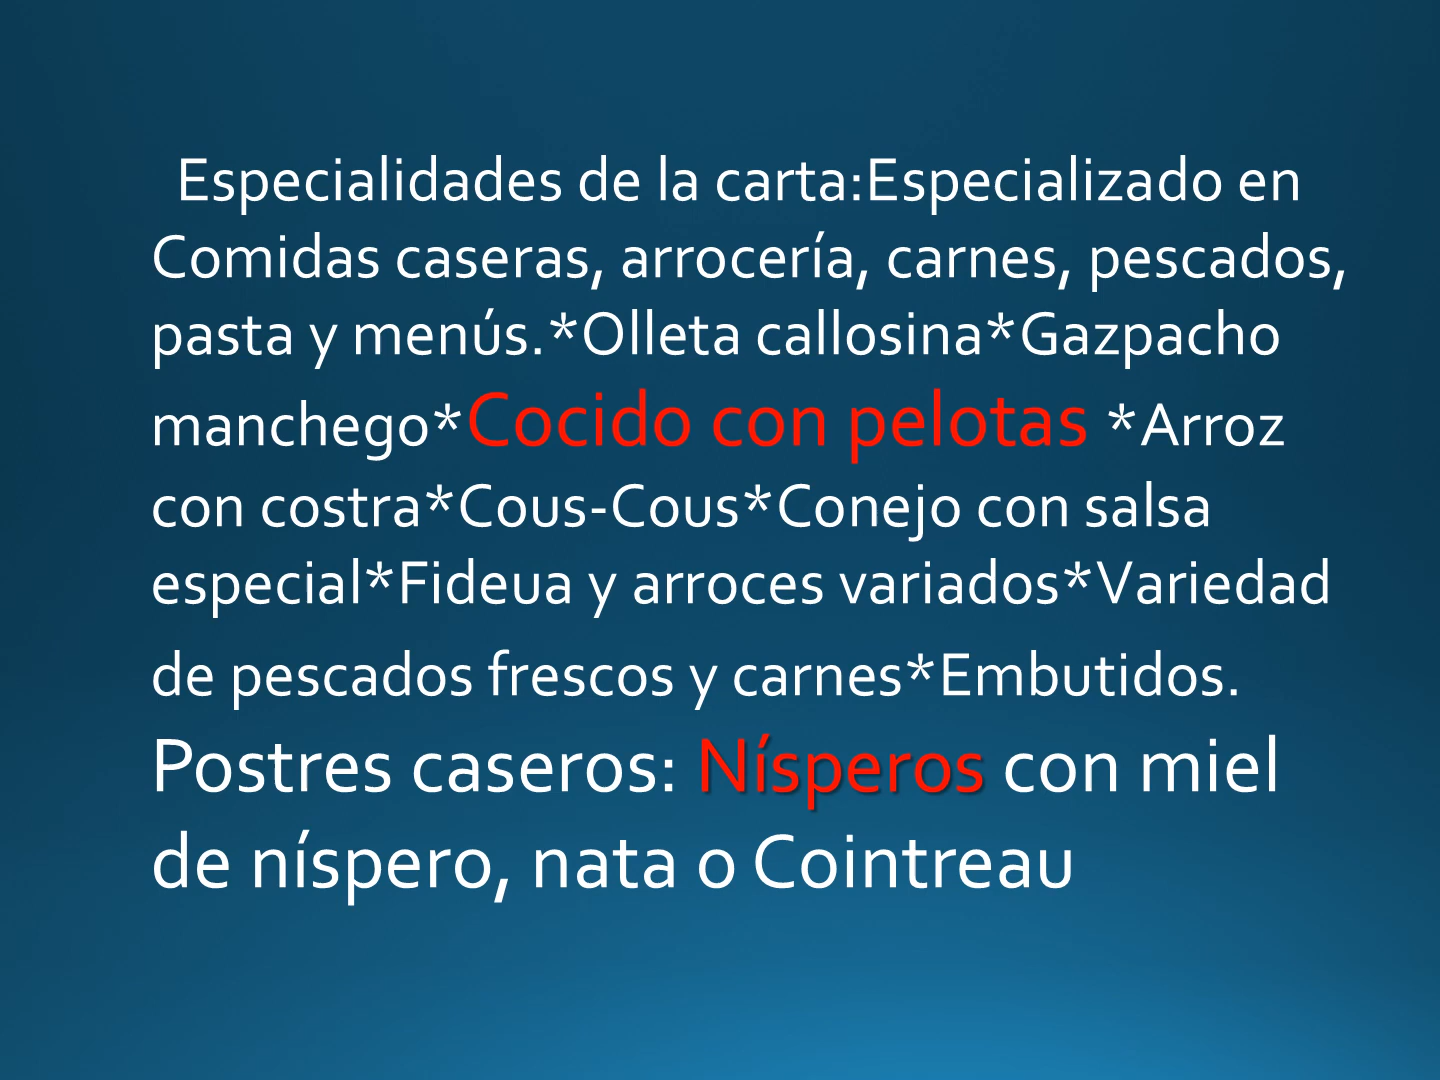 Especialidades de la carta:Especializado en
Comidas caseras, arrocería, carnes, pescados,
pasta y menús.*Olleta callosina*Gazpacho
manchego*Cocido con pelotas *Arroz
con costra*Cous-Cous*Conejo con salsa
especial*Fideua y arroces variados*Variedad
de pescados frescos y carnes*Embutidos.
Postres caseros: Nísperos con miel
de níspero, nata o Cointreau